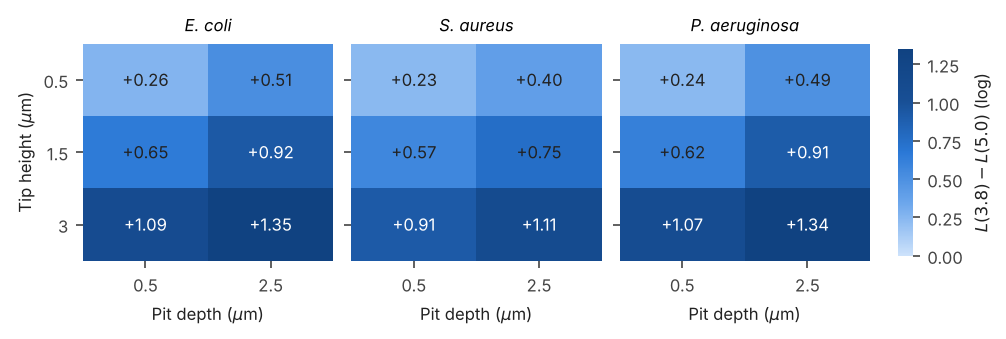 E. coli
S. aureus
P. aeruginosa
+0.26 +0.51
+0.23 +0.40
+0.24 +0.49
+0.65 +0.92
+0.57 +0.75
+0.62 +0.91
+1.09 +1.35
+0.91 +1.11
+1.07 +1.34
0.5
1.5
3
Tip height (μm)
0.5 2.5
0.5 2.5
0.5 2.5
Pit depth (μm)
Pit depth (μm)
Pit depth (μm)
1.25
1.00
0.75
0.50
0.25
0.00
L(3.8) − L(5.0) (log)